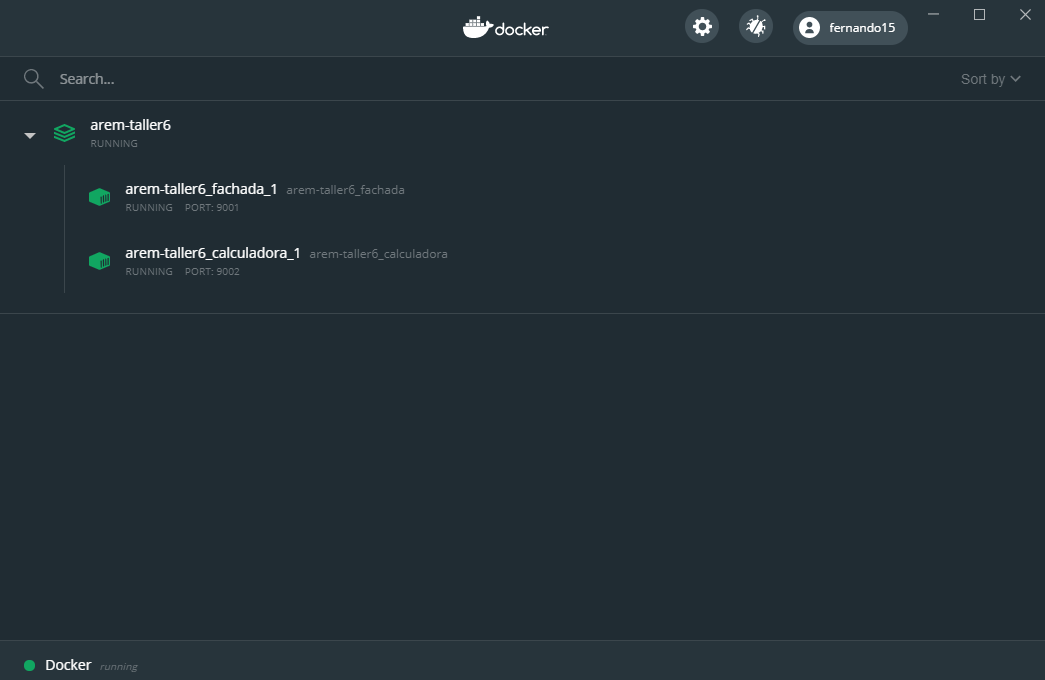 docker
fernando15
Search...
Sort by
arem-taller6
RUNNING
arem-taller6_fachada_1 arem-taller6_fachada
RUNNING PORT: 9001
arem-taller6_calculadora_1 arem-taller6_calculadora
RUNNING PORT: 9002
Docker running